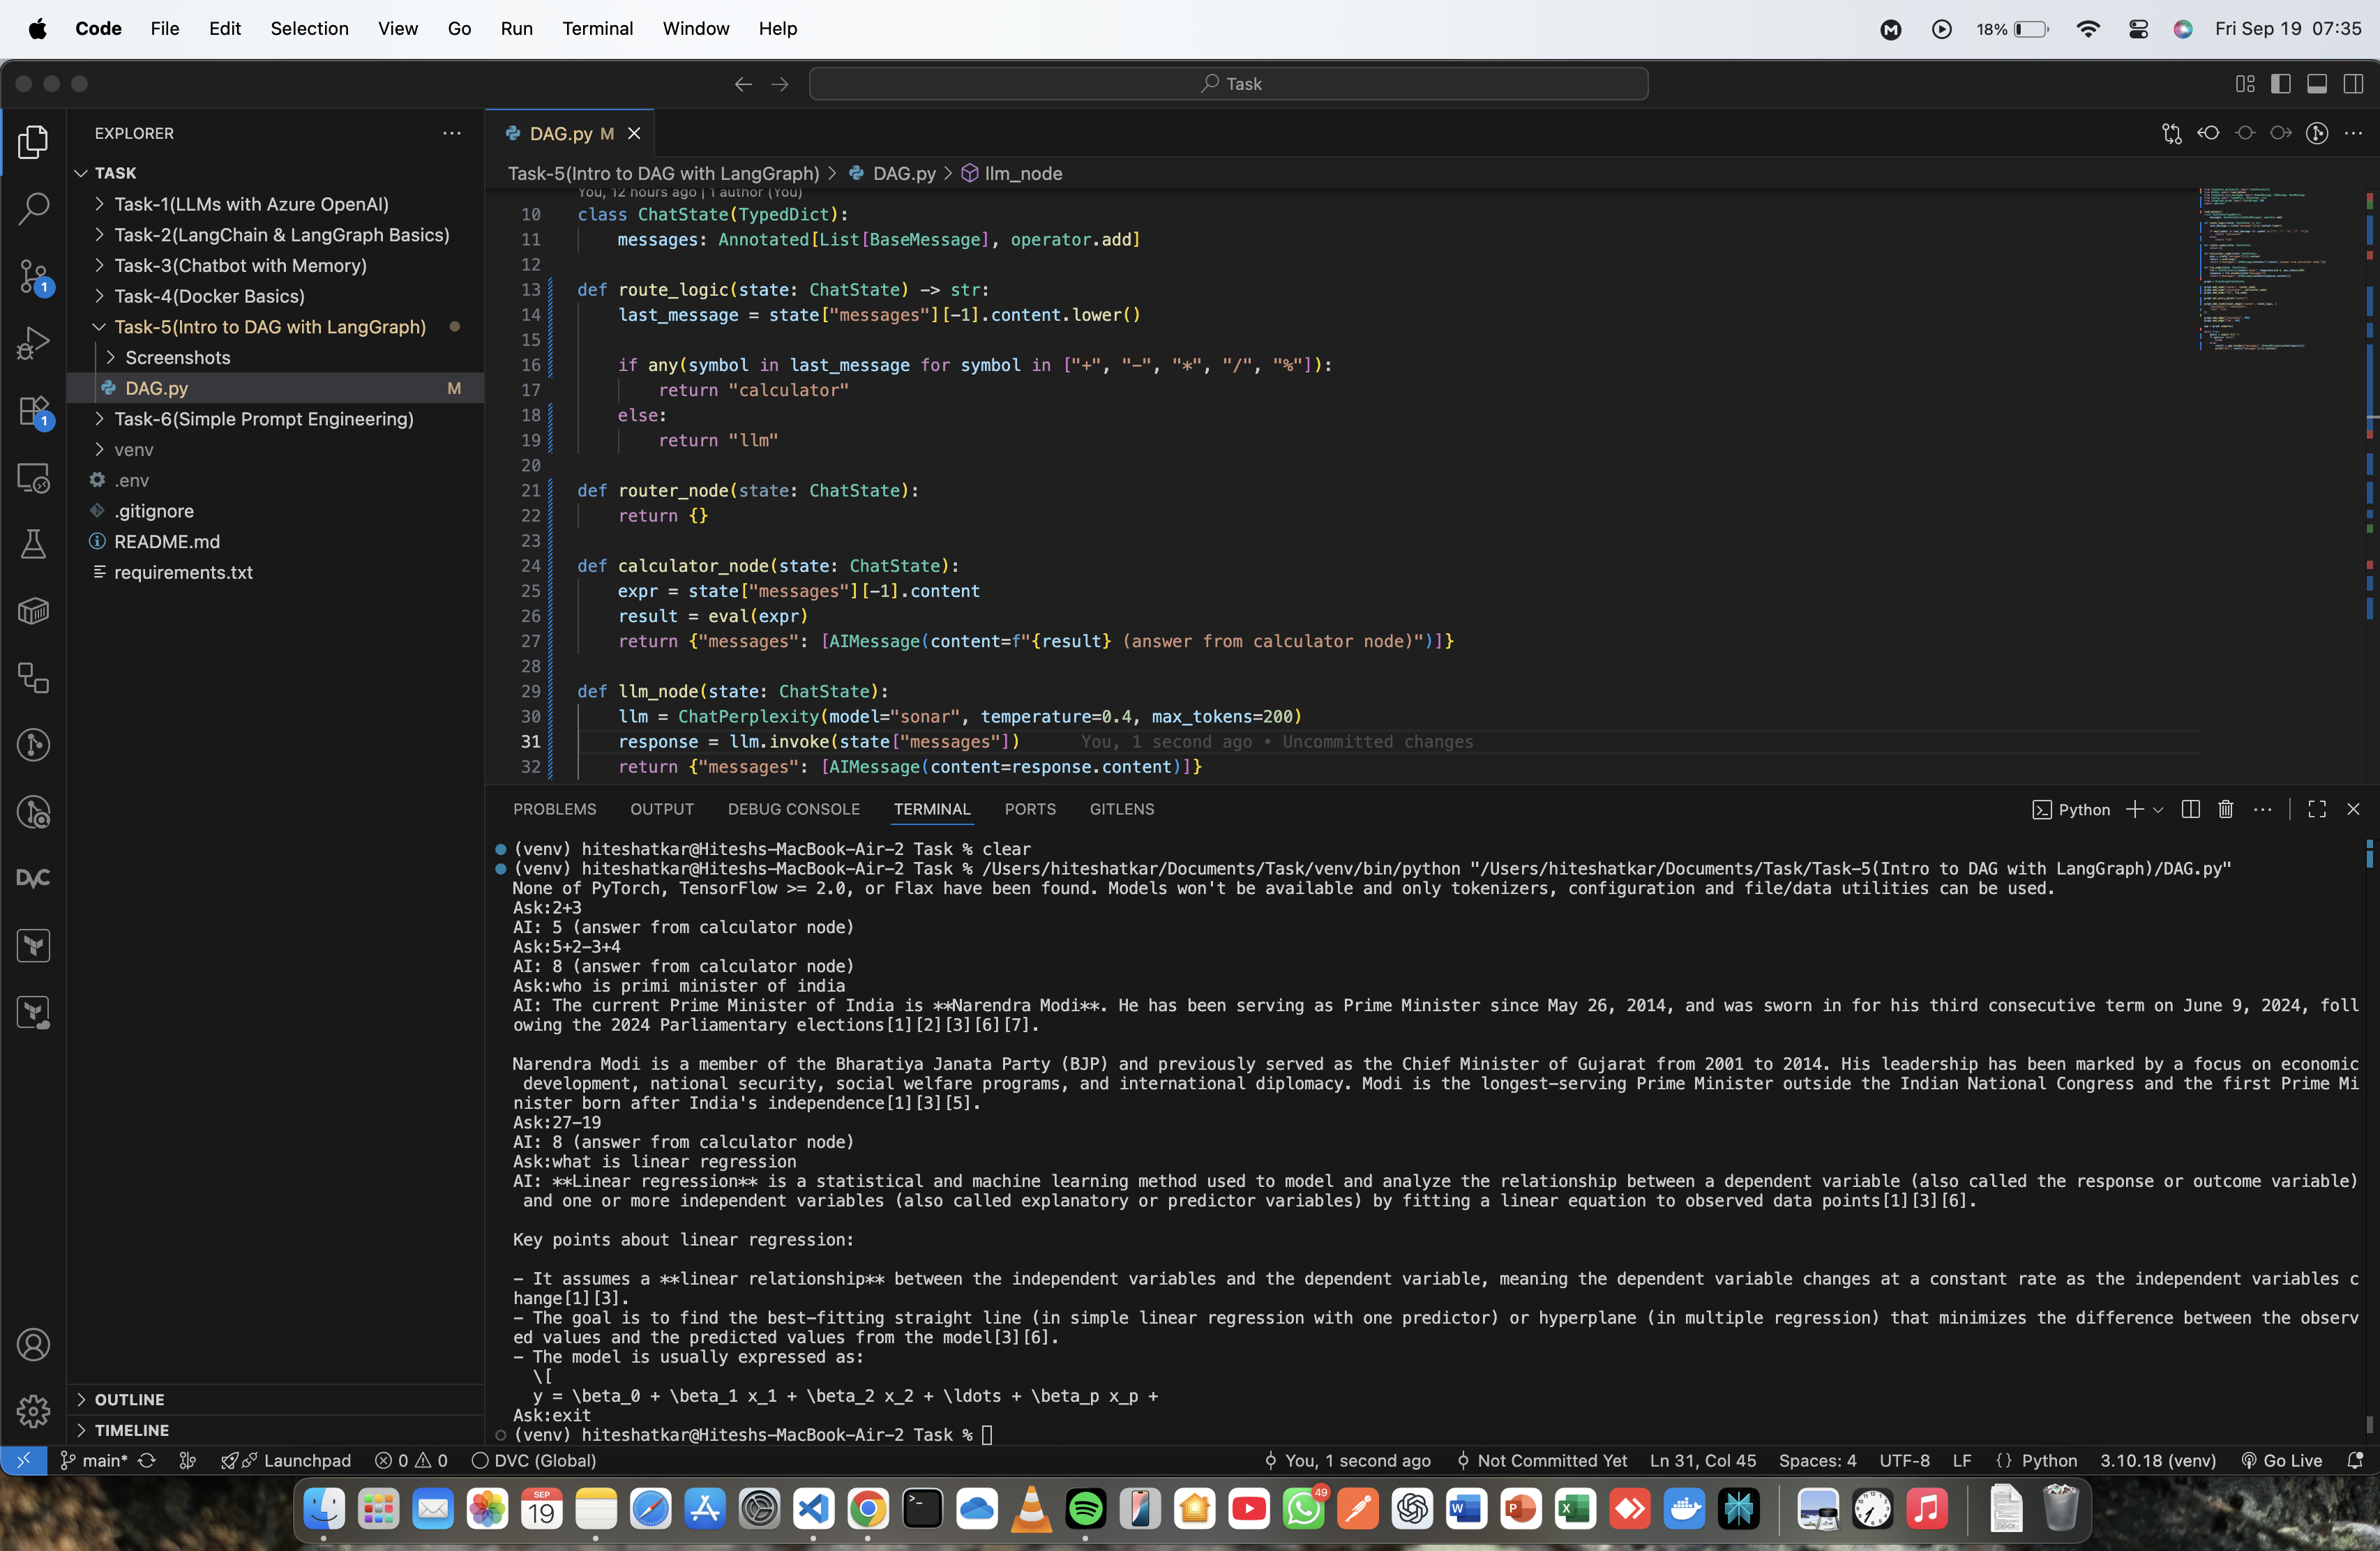 Code File Edit Selection View Go Run Terminal Window Help 18% Fri Sep 19 07:35
Task
EXPLORER
TASK
Task-1(LLMs with Azure OpenAI)
Task-2(LangChain & LangGraph Basics)
Task-3(Chatbot with Memory)
Task-4(Docker Basics)
Task-5(Intro to DAG with LangGraph)
Screenshots
DAG.py M
Task-6(Simple Prompt Engineering)
venv
.env
.gitignore
README.md
requirements.txt
OUTLINE
TIMELINE
1
1
DVC
DAG.py M
Task-5(Intro to DAG with LangGraph) > DAG.py > llm_node
You, 12 hours ago | 1 author (You)
10 class ChatState(TypedDict):
11 messages: Annotated[List[BaseMessage], operator.add]
12
13 def route_logic(state: ChatState) -> str:
14 last_message = state["messages"][-1].content.lower()
15
16 if any(symbol in last_message for symbol in ["+", "-", "*", "/", "%"]):
17 return "calculator"
18 else:
19 return "llm"
20
21 def router_node(state: ChatState):
22 return {}
23
24 def calculator_node(state: ChatState):
25 expr = state["messages"][-1].content
26 result = eval(expr)
27 return {"messages": [AIMessage(content=f"{result} (answer from calculator node)")]}
28
29 def llm_node(state: ChatState):
30 llm = ChatPerplexity(model="sonar", temperature=0.4, max_tokens=200)
31 response = llm.invoke(state["messages"]) You, 1 second ago • Uncommitted changes
32 return {"messages": [AIMessage(content=response.content)]}
PROBLEMS OUTPUT DEBUG CONSOLE TERMINAL PORTS GITLENS Python
(venv) hiteshatkar@Hiteshs-MacBook-Air-2 Task % clear
(venv) hiteshatkar@Hiteshs-MacBook-Air-2 Task % /Users/hiteshatkar/Documents/Task/venv/bin/python "/Users/hiteshatkar/Documents/Task/Task-5(Intro to DAG with LangGraph)/DAG.py"
None of PyTorch, TensorFlow >= 2.0, or Flax have been found. Models won't be available and only tokenizers, configuration and file/data utilities can be used.
Ask:2+3
AI: 5 (answer from calculator node)
Ask:5+2-3+4
AI: 8 (answer from calculator node)
Ask:who is primi minister of india
AI: The current Prime Minister of India is **Narendra Modi**. He has been serving as Prime Minister since May 26, 2014, and was sworn in for his third consecutive term on June 9, 2024, foll
owing the 2024 Parliamentary elections[1][2][3][6][7].
Narendra Modi is a member of the Bharatiya Janata Party (BJP) and previously served as the Chief Minister of Gujarat from 2001 to 2014. His leadership has been marked by a focus on economic
development, national security, social welfare programs, and international diplomacy. Modi is the longest-serving Prime Minister outside the Indian National Congress and the first Prime Mi
nister born after India's independence[1][3][5].
Ask:27-19
AI: 8 (answer from calculator node)
Ask:what is linear regression
AI: **Linear regression** is a statistical and machine learning method used to model and analyze the relationship between a dependent variable (also called the response or outcome variable)
and one or more independent variables (also called explanatory or predictor variables) by fitting a linear equation to observed data points[1][3][6].
Key points about linear regression:
- It assumes a **linear relationship** between the independent variables and the dependent variable, meaning the dependent variable changes at a constant rate as the independent variables c
hange[1][3].
- The goal is to find the best-fitting straight line (in simple linear regression with one predictor) or hyperplane (in multiple regression) that minimizes the difference between the observ
ed values and the predicted values from the model[3][6].
- The model is usually expressed as:
\[
y = \beta_0 + \beta_1 x_1 + \beta_2 x_2 + \ldots + \beta_p x_p +
Ask:exit
(venv) hiteshatkar@Hiteshs-MacBook-Air-2 Task %
main* Launchpad 0 0 DVC (Global) You, 1 second ago Not Committed Yet Ln 31, Col 45 Spaces: 4 UTF-8 LF {} Python 3.10.18 (venv) Go Live
SEP
19
49